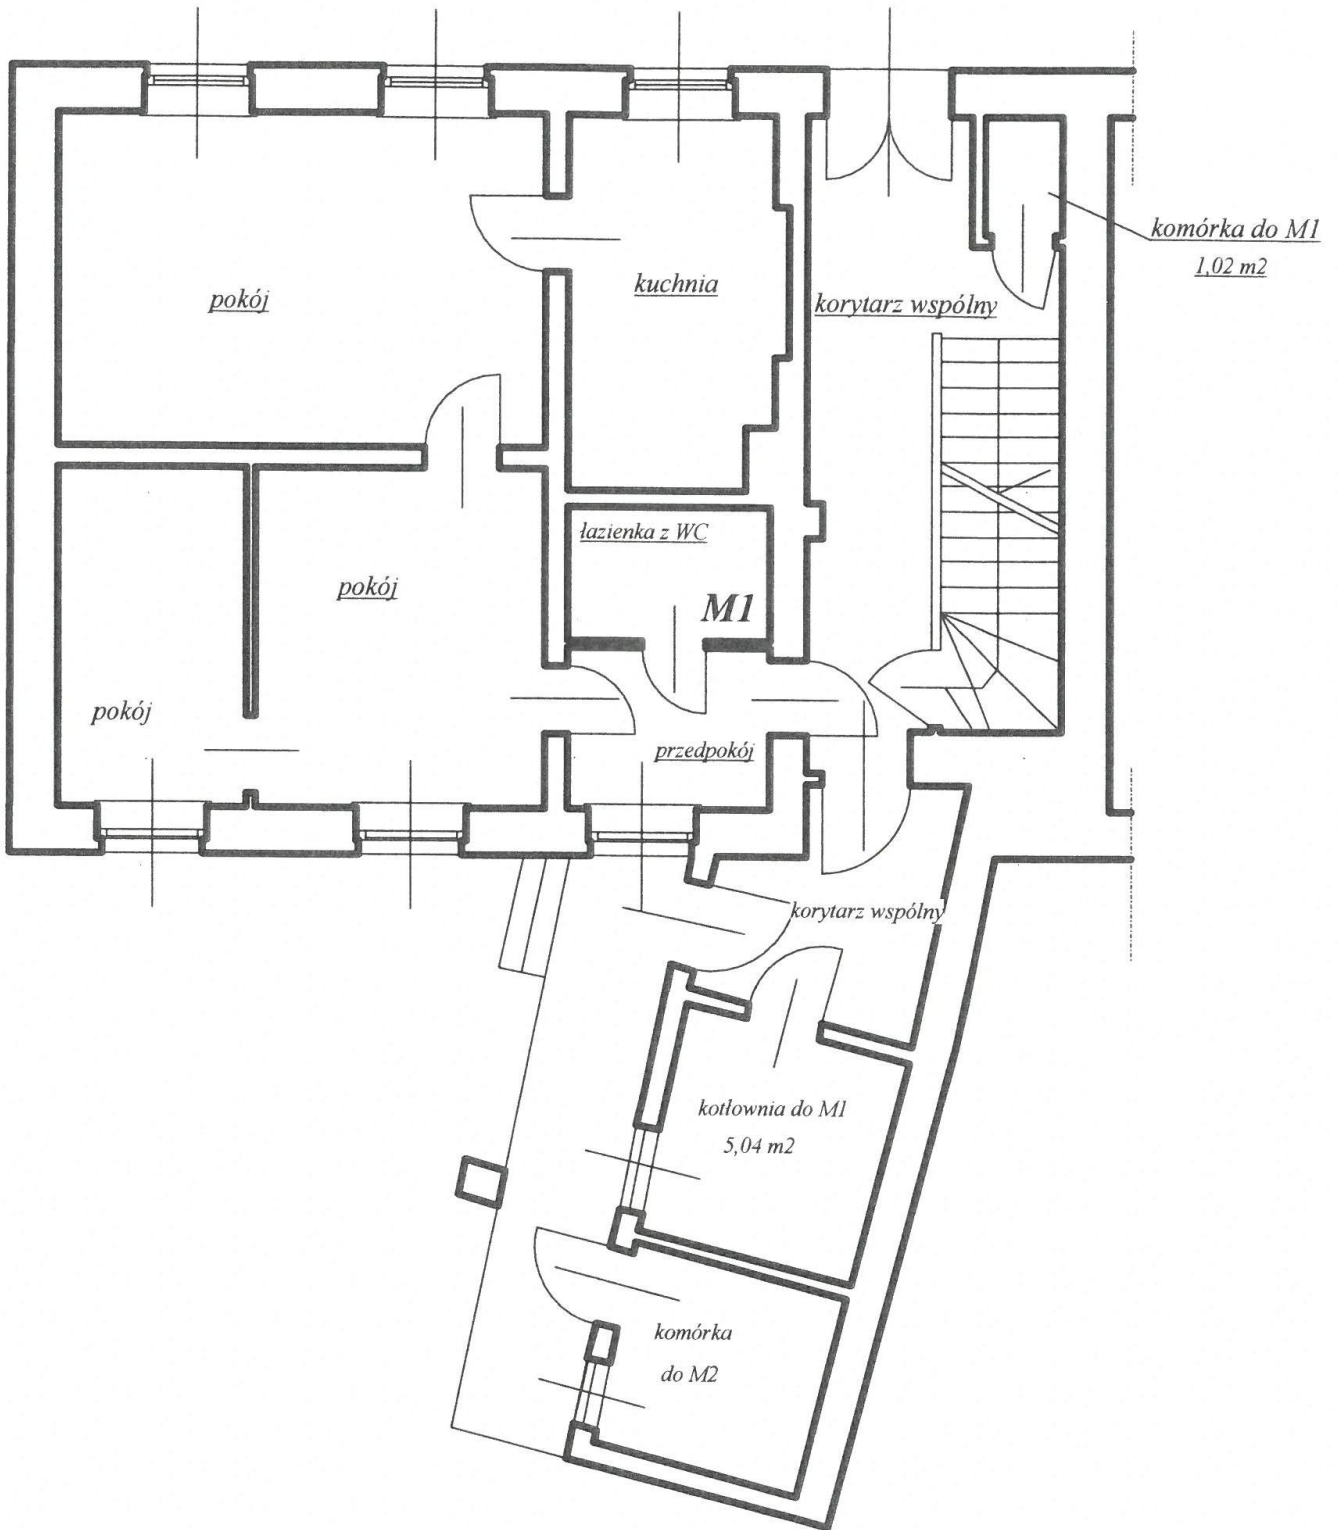 komórka do M1
1,02 m2
pokój
kuchnia
korytarz wspólny
łazienka z WC
pokój
M1
pokój
przedpokój
korytarz wspólny
kotłownia do M1
5,04 m2
komórka
do M2